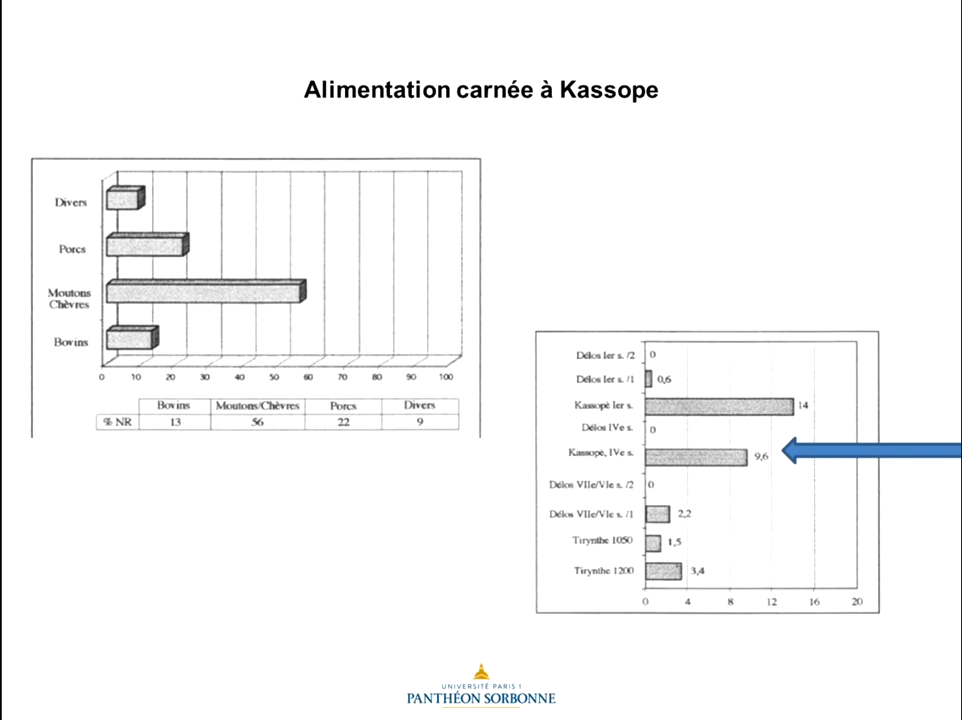 Alimentation carnée à Kassope
Divers
Porcs
Moutons
Chèvres
Bovins
0 10 20 30 40 50 60 70 80 90 100
Bovins Moutons/Chèvres Porcs Divers
% NR 13 56 22 9
Délos Ier s. /2 0
Délos Ier s. /1 0,6
Kassopè Ier s. 14
Délos IVe s. 0
Kassopè, IVe s. 9,6
Délos VIIe/VIe s. /2 0
Délos VIIe/VIe s. /1 2,2
Tirynthe 1050 1,5
Tirynthe 1200 3,4
0 4 8 12 16 20
UNIVERSITÉ PARIS 1
PANTHÉON SORBONNE